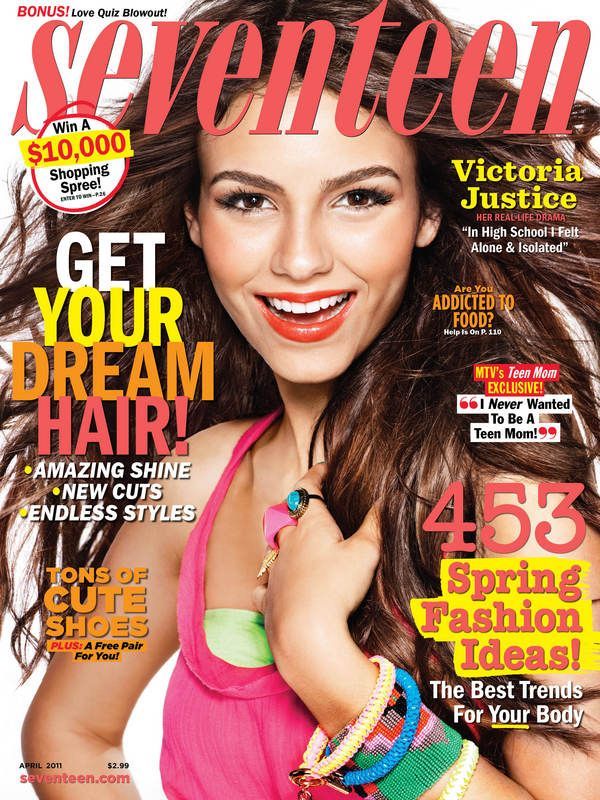 BONUS! Love Quiz Blowout!
seventeen
Win A
$10,000
Shopping
Spree!
ENTER TO WIN—P.26
Victoria
Justice
HER REAL-LIFE DRAMA
“In High School I Felt
Alone & Isolated”
GET
YOUR
DREAM
HAIR!
•AMAZING SHINE
•NEW CUTS
•ENDLESS STYLES
Are You
ADDICTED TO
FOOD?
Help Is On P. 110
MTV's Teen Mom
EXCLUSIVE!
“I Never Wanted
To Be A
Teen Mom!”
453
Spring
Fashion
Ideas!
The Best Trends
For Your Body
TONS OF
CUTE
SHOES
PLUS: A Free Pair
For You!
APRIL 2011 $2.99
seventeen.com